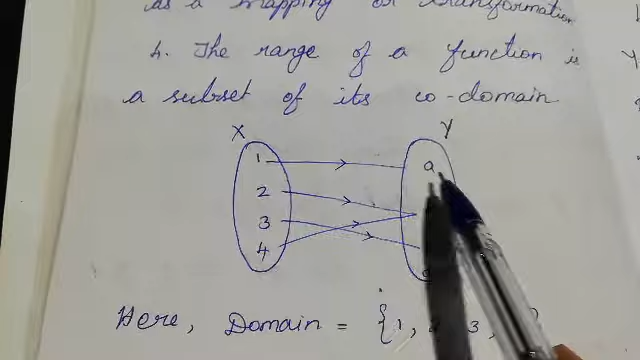 as a mapping or transformation
4. The range of a function is
a subset of its co-domain
X Y
1 a
2
3
4
Here, Domain = {1, 3,